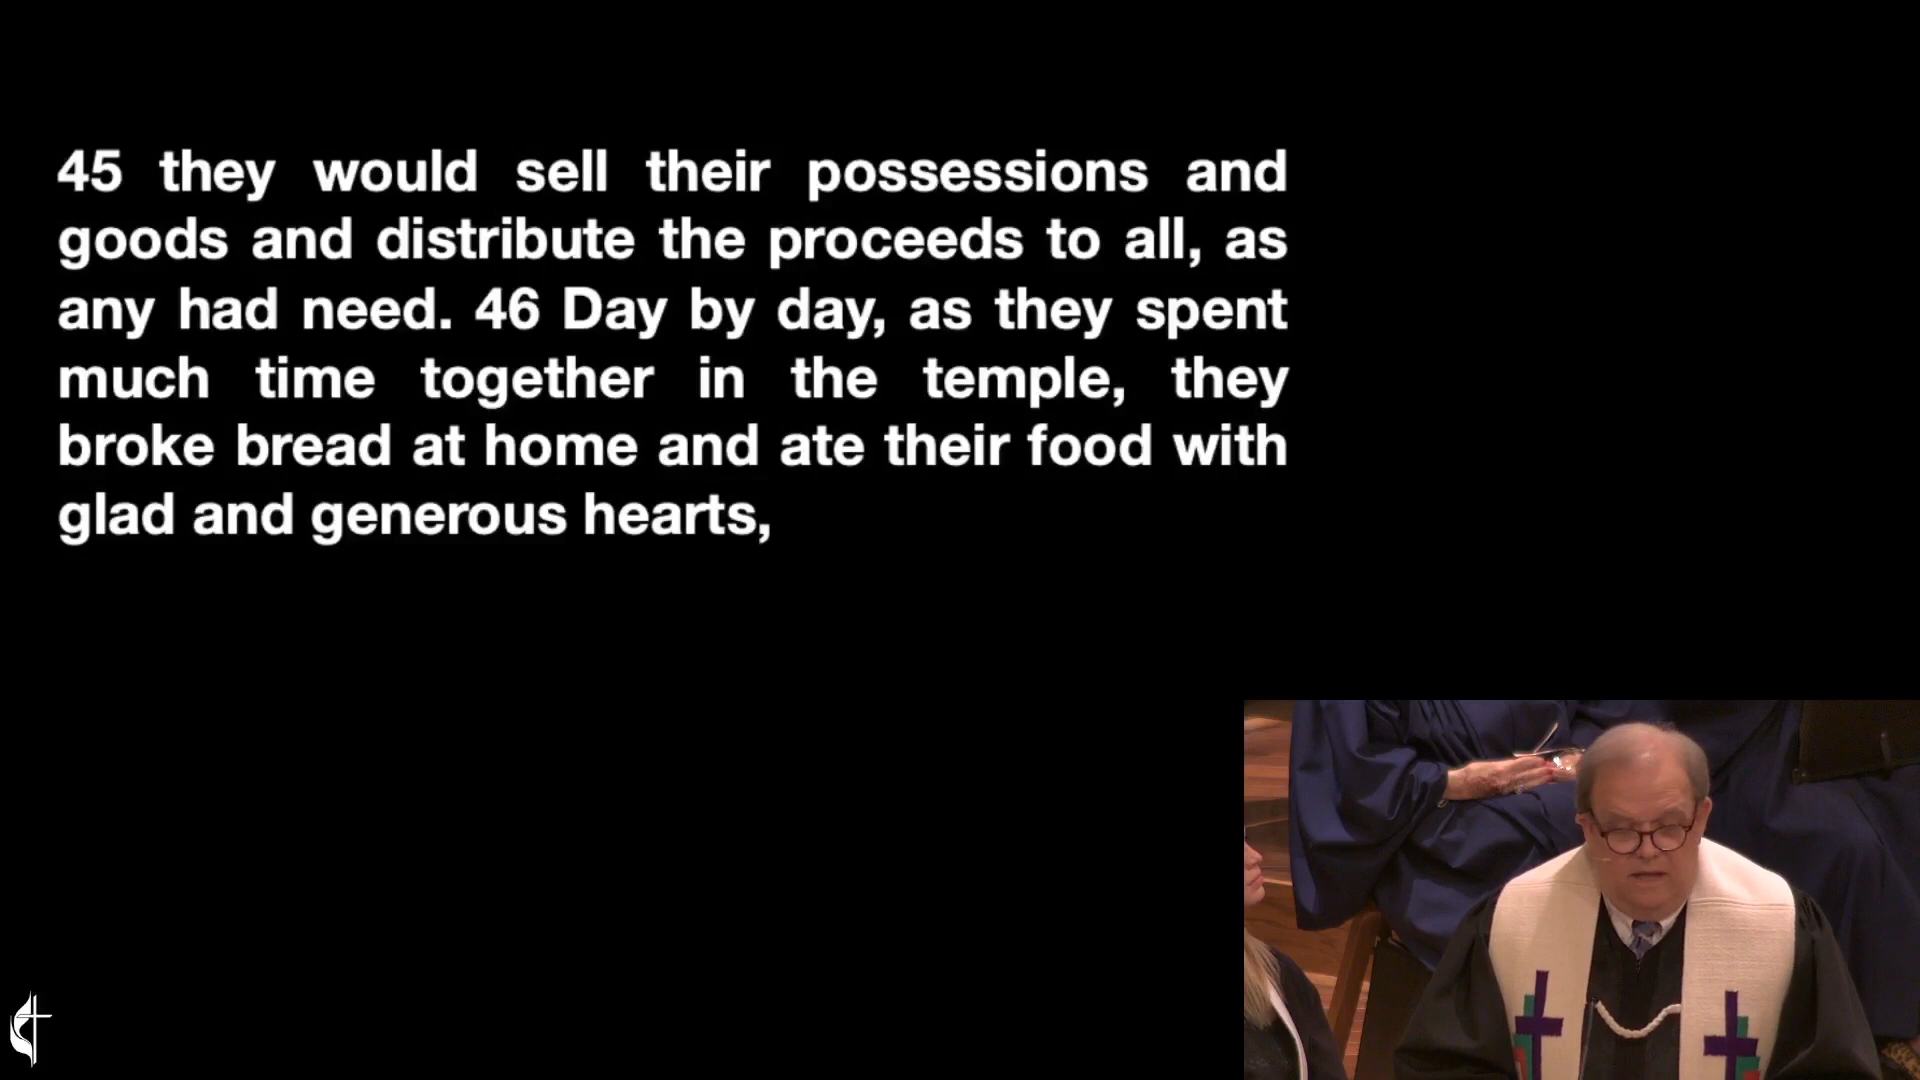 45 they would sell their possessions and
goods and distribute the proceeds to all, as
any had need. 46 Day by day, as they spent
much time together in the temple, they
broke bread at home and ate their food with
glad and generous hearts,